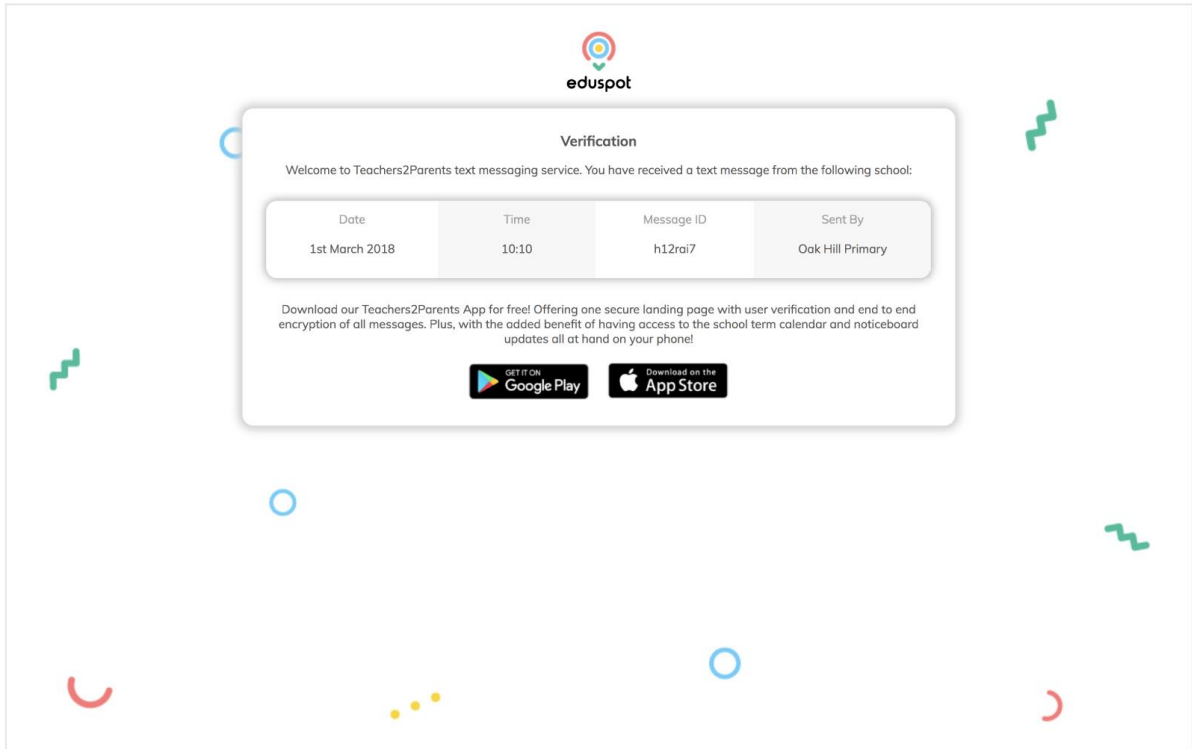 eduspot
Verification
Welcome to Teachers2Parents text messaging service. You have received a text message from the following school:
Date Time Message ID Sent By
1st March 2018 10:10 h12rai7 Oak Hill Primary
Download our Teachers2Parents App for free! Offering one secure landing page with user verification and end to end
encryption of all messages. Plus, with the added benefit of having access to the school term calendar and noticeboard
updates all at hand on your phone!
GET IT ON Download on the
Google Play App Store